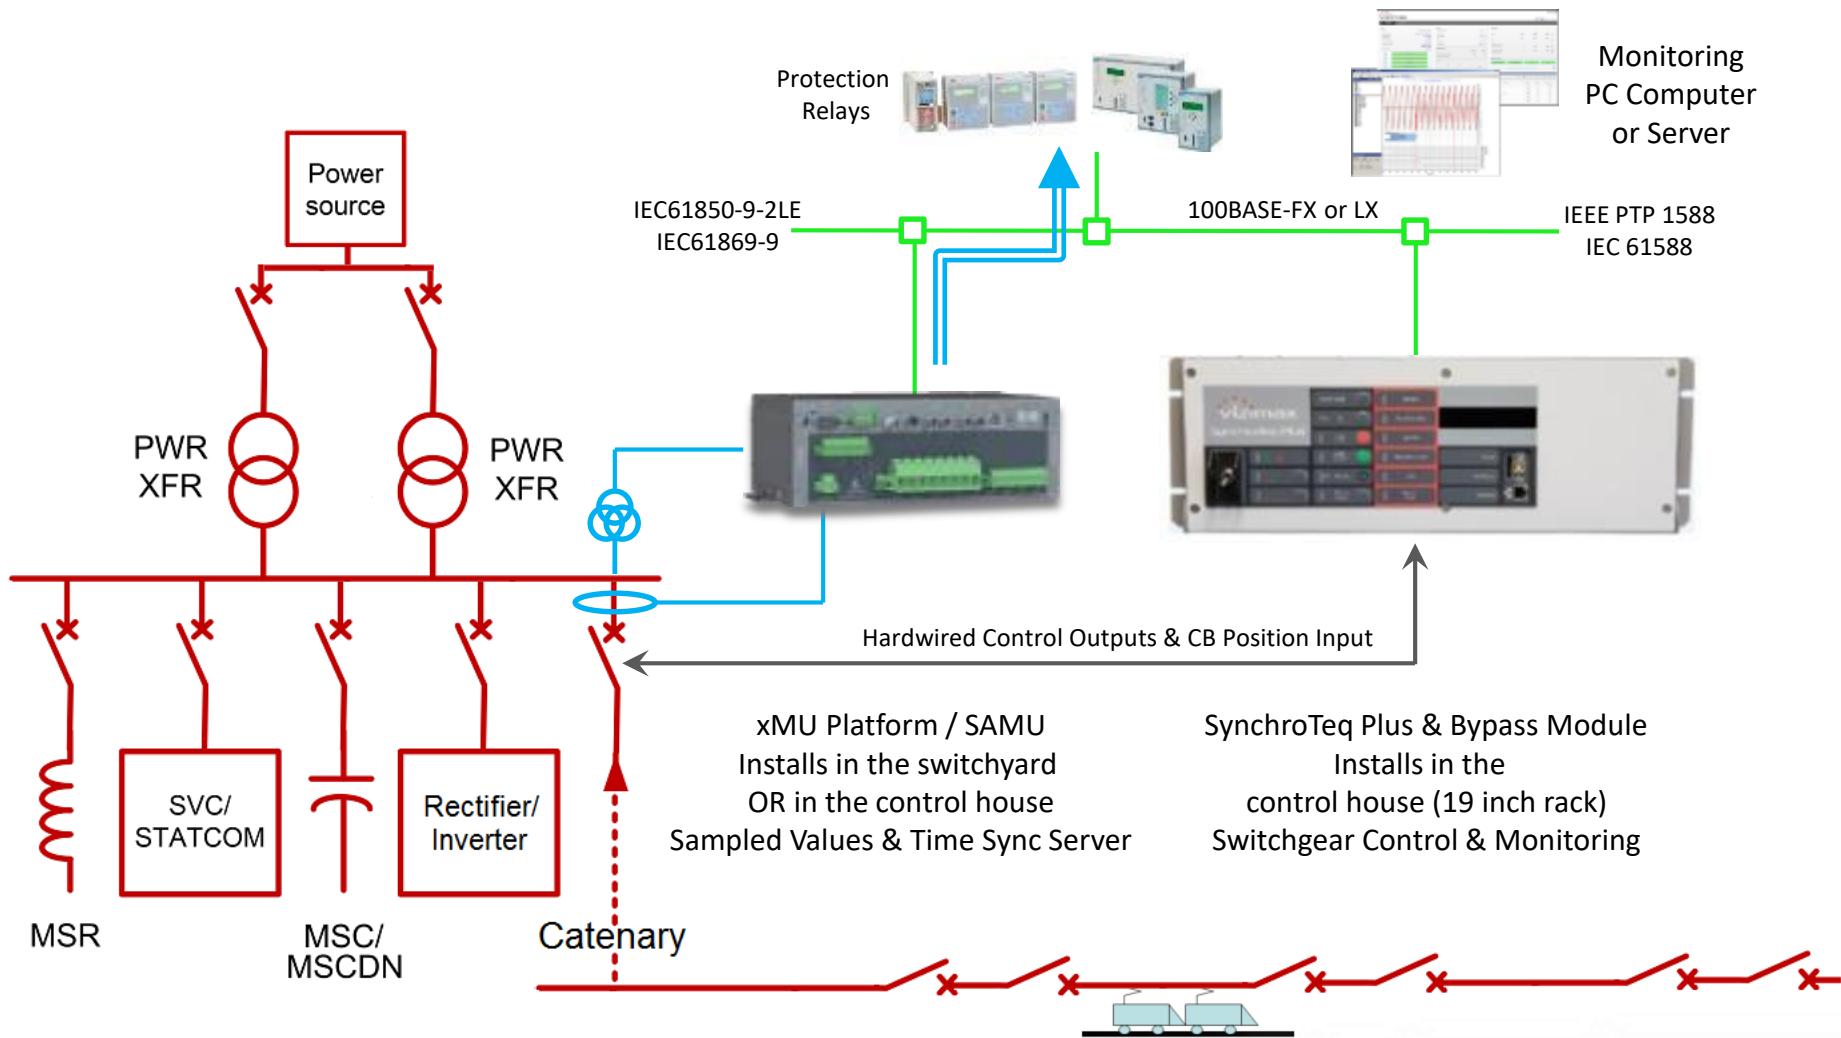 Protection
Relays
Monitoring
PC Computer
or Server
Power
source
IEC61850-9-2LE
IEC61869-9
100BASE-FX or LX
IEEE PTP 1588
IEC 61588
vizimax
SynchroTeq Plus
PWR
XFR
PWR
XFR
Hardwired Control Outputs & CB Position Input
xMU Platform / SAMU
Installs in the switchyard
OR in the control house
Sampled Values & Time Sync Server
SynchroTeq Plus & Bypass Module
Installs in the
control house (19 inch rack)
Switchgear Control & Monitoring
SVC/
STATCOM
Rectifier/
Inverter
MSR
MSC/
MSCDN
Catenary